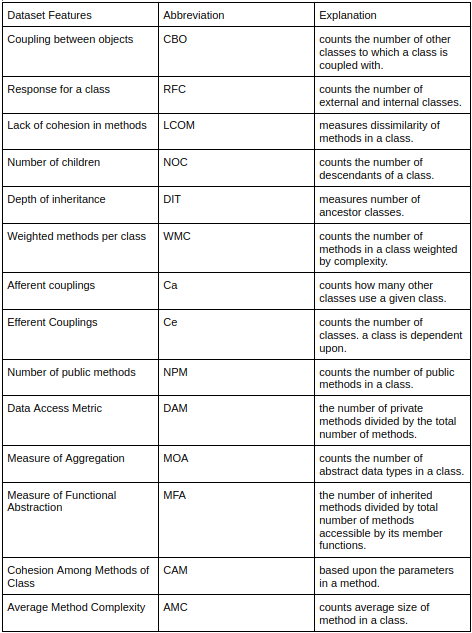 Dataset Features
Abbreviation
Explanation
Coupling between objects
CBO
counts the number of other
classes to which a class is
coupled with.
Response for a class
RFC
counts the number of
external and internal classes.
Lack of cohesion in methods
LCOM
measures dissimilarity of
methods in a class.
Number of children
NOC
counts the number of
descendants of a class.
Depth of inheritance
DIT
measures number of
ancestor classes.
Weighted methods per class
WMC
counts the number of
methods in a class weighted
by complexity.
Afferent couplings
Ca
counts how many other
classes use a given class.
Efferent Couplings
Ce
counts the number of
classes. a class is dependent
upon.
Number of public methods
NPM
counts the number of public
methods in a class.
Data Access Metric
DAM
the number of private
methods divided by the total
number of methods.
Measure of Aggregation
MOA
counts the number of
abstract data types in a class.
Measure of Functional
Abstraction
MFA
the number of inherited
methods divided by total
number of methods
accessible by its member
functions.
Cohesion Among Methods of
Class
CAM
based upon the parameters
in a method.
Average Method Complexity
AMC
counts average size of
method in a class.